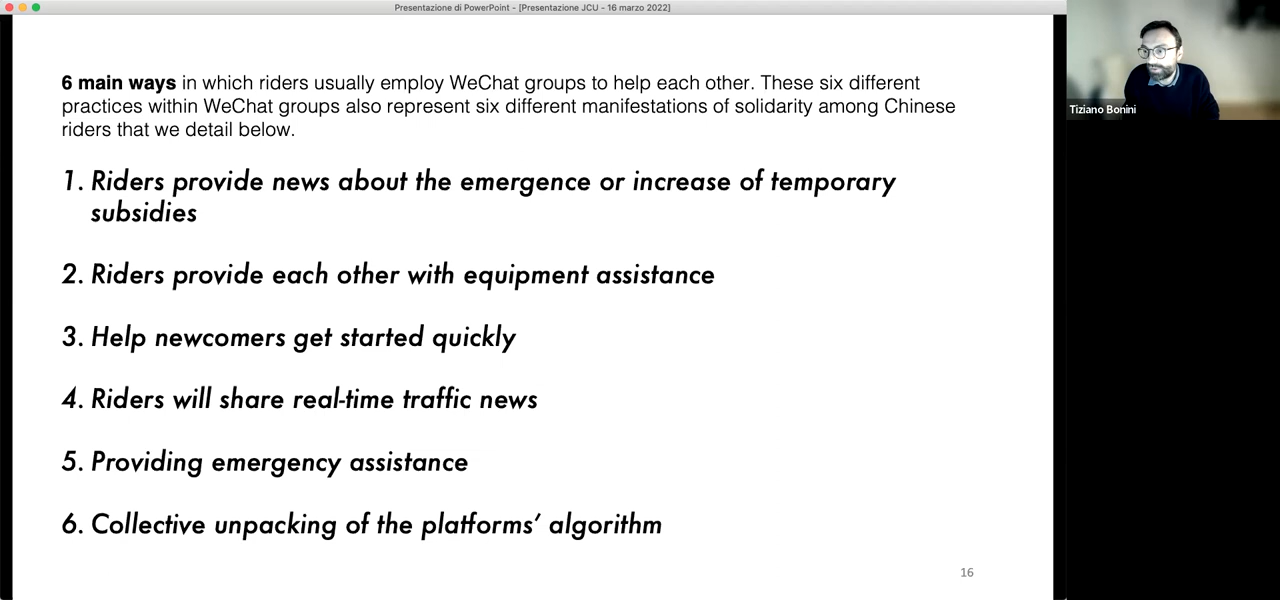 Presentazione di PowerPoint - [Presentazione JCU - 16 marzo 2022]
6 main ways in which riders usually employ WeChat groups to help each other. These six different
practices within WeChat groups also represent six different manifestations of solidarity among Chinese
riders that we detail below.
1. Riders provide news about the emergence or increase of temporary
subsidies
2. Riders provide each other with equipment assistance
3. Help newcomers get started quickly
4. Riders will share real-time traffic news
5. Providing emergency assistance
6. Collective unpacking of the platforms’ algorithm
16
Tiziano Bonini